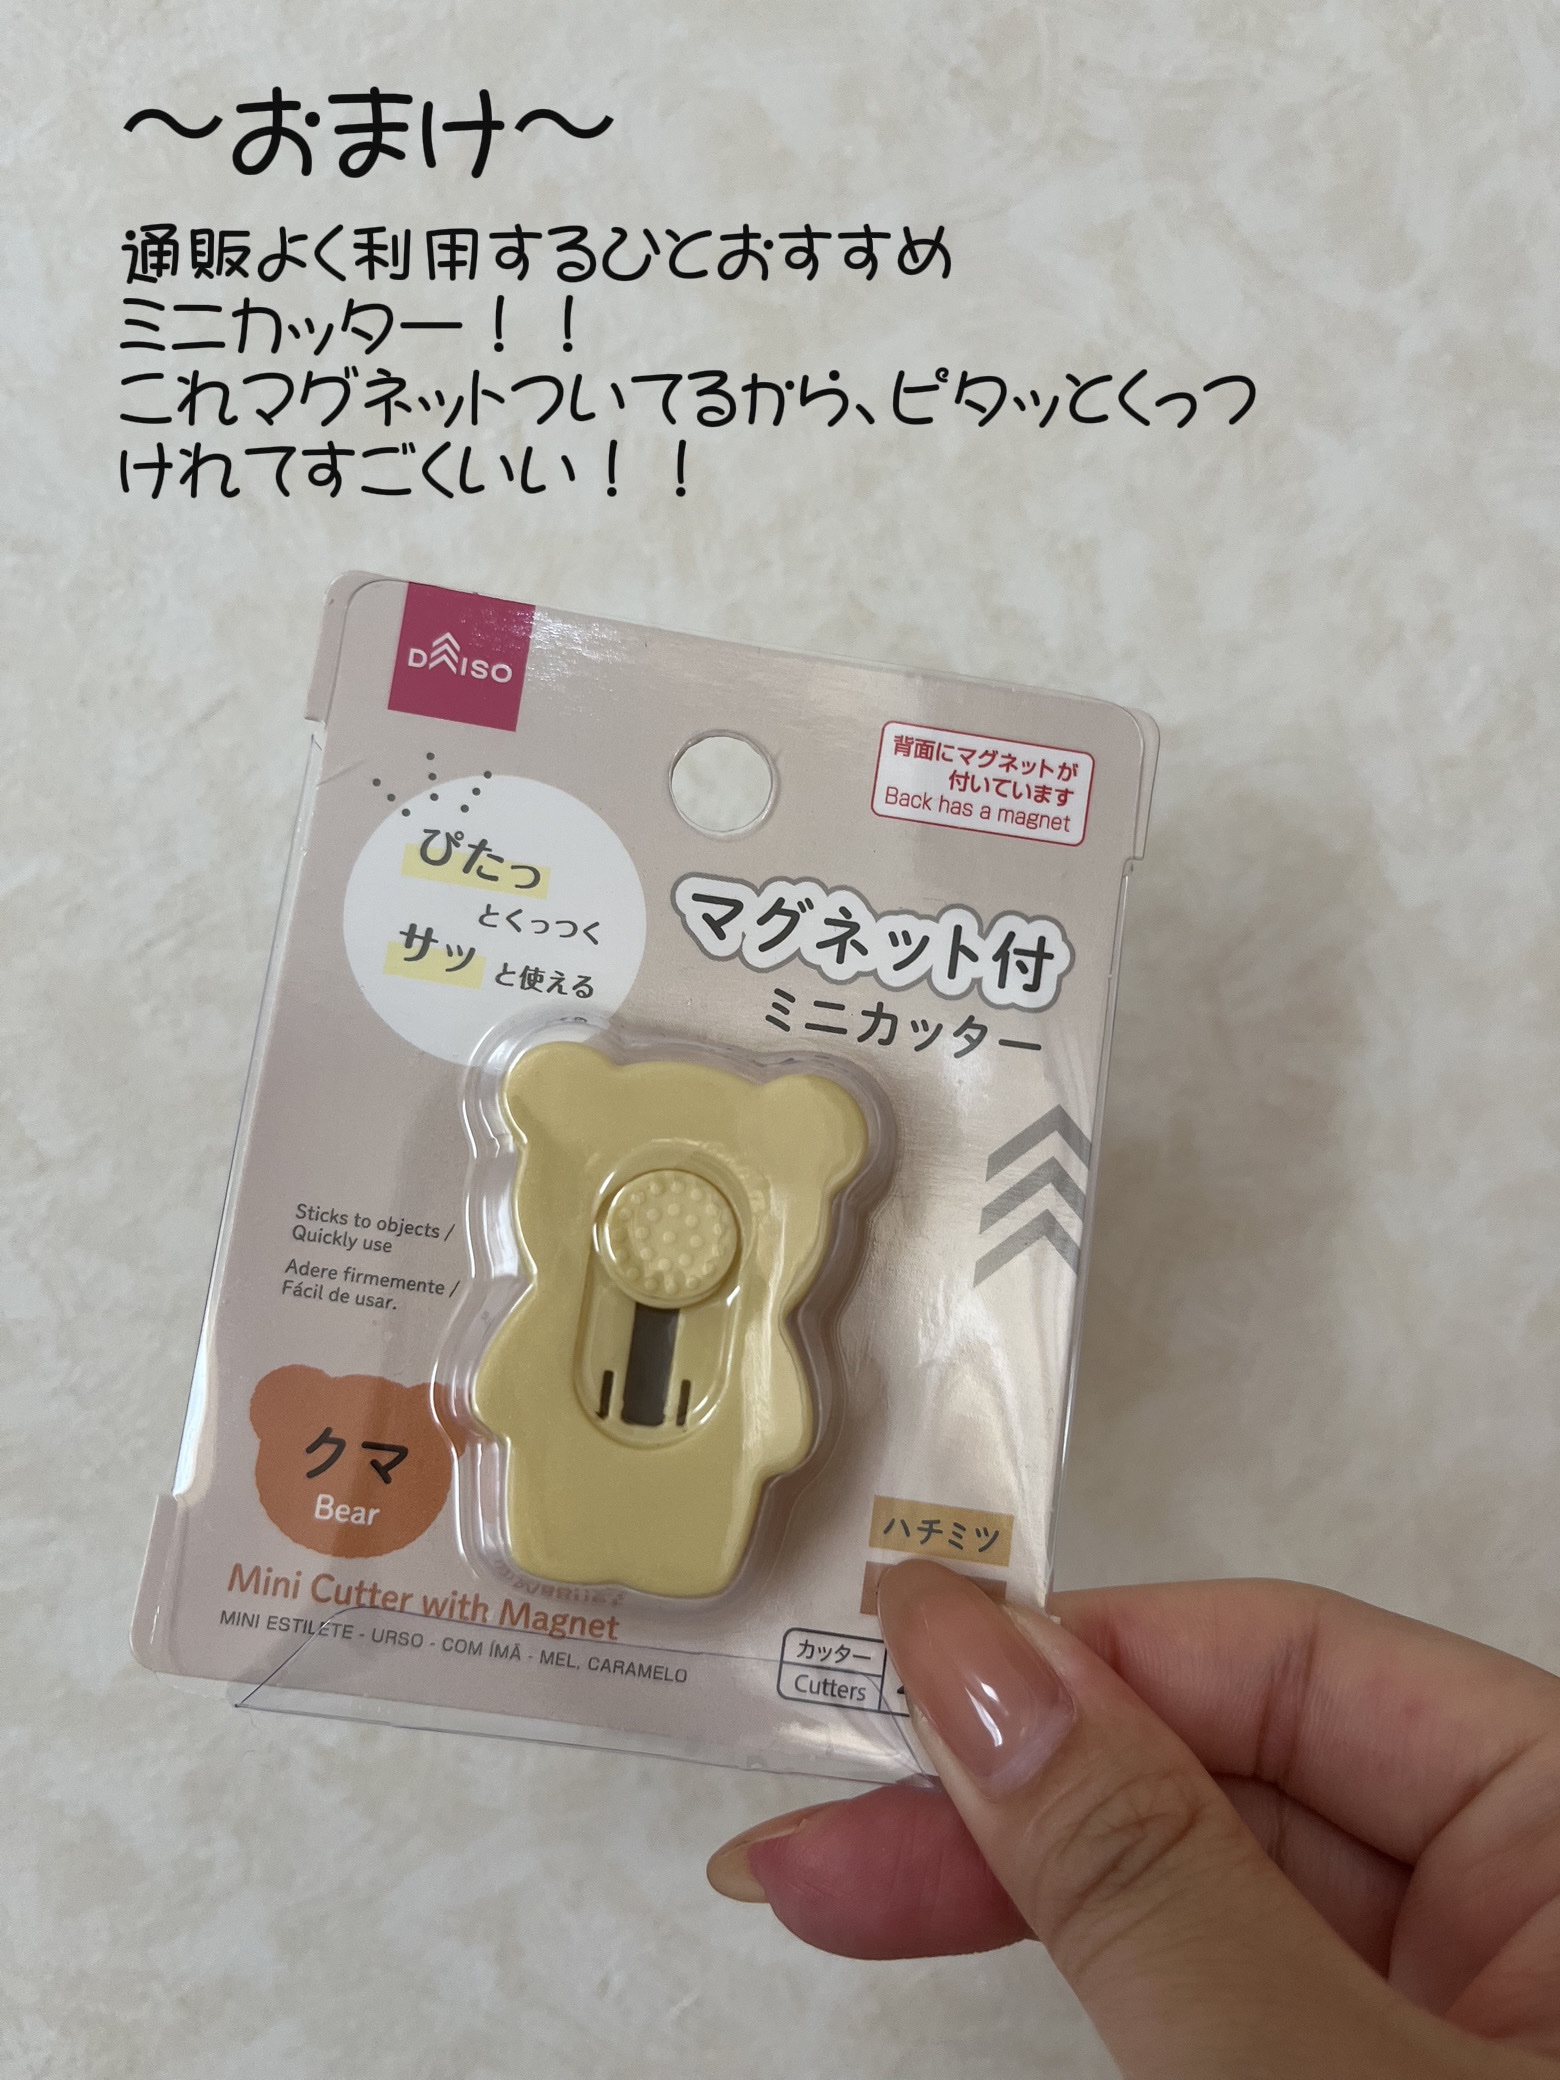 〜おまけ〜
通販よく利用するひとおすすめ
ミニカッター！！
これマグネットついてるから、ピタッとくっつ
けれてすごくいい！！
DAISO
背面にマグネットが
付いています
Back has a magnet
ぴたっ
とくっつく
サッと使える
マグネット付
ミニカッター
Sticks to objects /
Quickly use
Adere firmemente /
Fácil de usar.
クマ
Bear
ハチミツ
Mini Cutter with Magnet
MINI ESTILETE - URSO - COM ÍMÃ - MEL, CARAMELO
カッター
Cutters